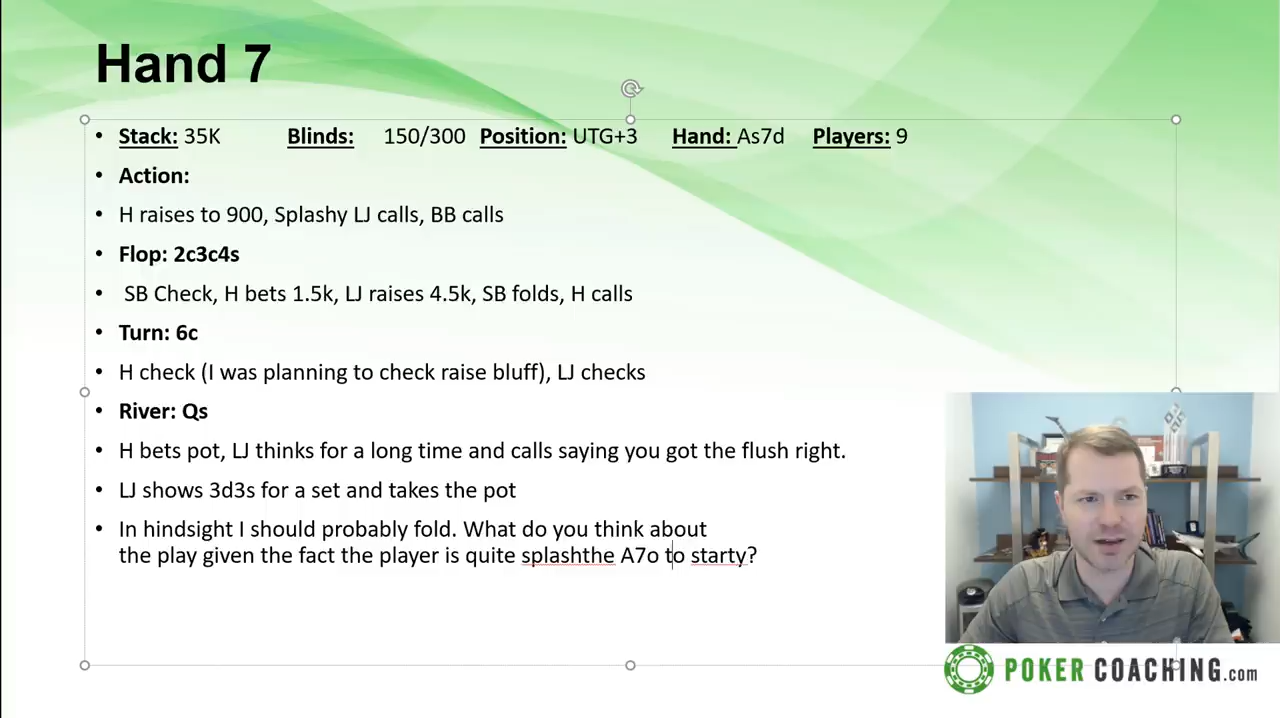 Hand 7
• Stack: 35K Blinds: 150/300 Position: UTG+3 Hand: As7d Players: 9
• Action:
• H raises to 900, Splashy LJ calls, BB calls
• Flop: 2c3c4s
• SB Check, H bets 1.5k, LJ raises 4.5k, SB folds, H calls
• Turn: 6c
• H check (I was planning to check raise bluff), LJ checks
• River: Qs
• H bets pot, LJ thinks for a long time and calls saying you got the flush right.
• LJ shows 3d3s for a set and takes the pot
• In hindsight I should probably fold. What do you think about
the play given the fact the player is quite splashthe A7o to starty?
POKER COACHING.com